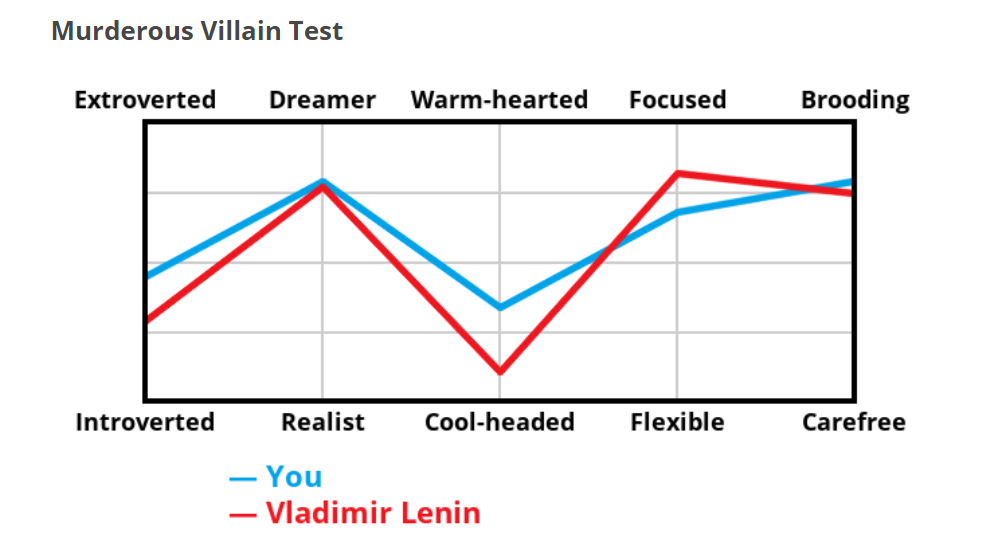 Murderous Villain Test
Extroverted Dreamer Warm-hearted Focused Brooding
Introverted Realist Cool-headed Flexible Carefree
— You
— Vladimir Lenin